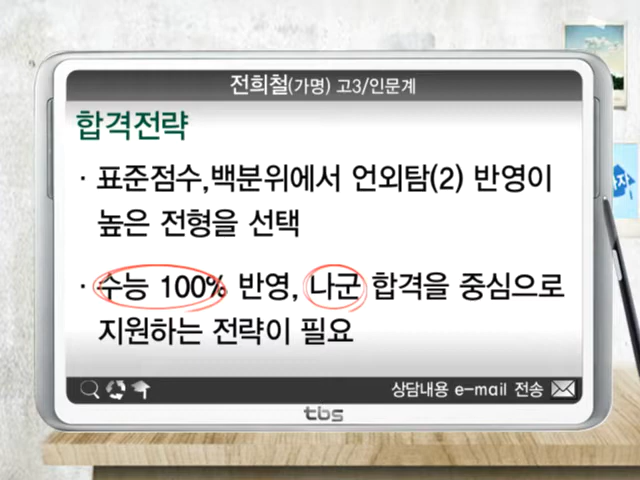 전희철(가명) 고3/인문계
합격전략
· 표준점수,백분위에서 언외탐(2) 반영이
높은 전형을 선택
· 수능 100% 반영, 나군 합격을 중심으로
지원하는 전략이 필요
상담내용 e-mail 전송
tbs